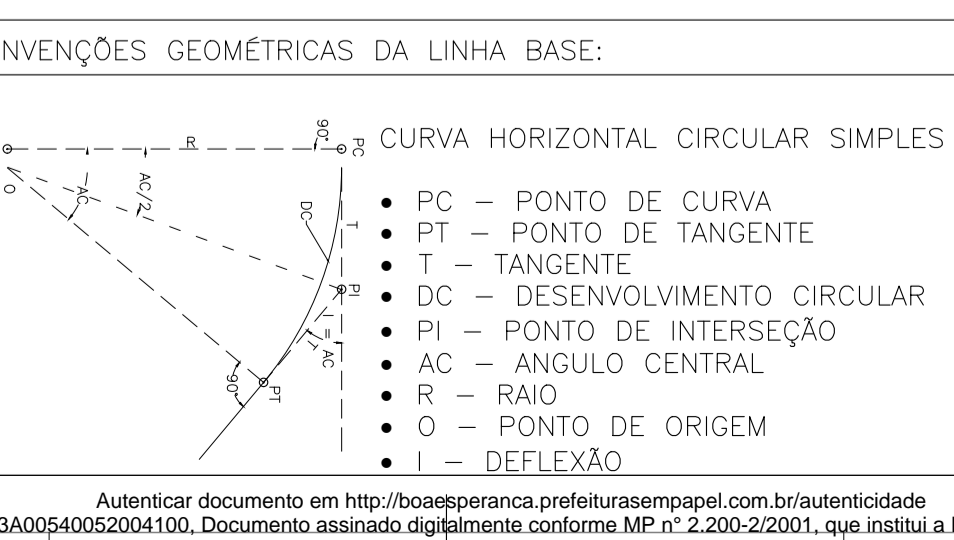 NVENÇÕES GEOMÉTRICAS DA LINHA BASE:
CURVA HORIZONTAL CIRCULAR SIMPLES
• PC – PONTO DE CURVA
• PT – PONTO DE TANGENTE
• T – TANGENTE
• DC – DESENVOLVIMENTO CIRCULAR
• PI – PONTO DE INTERSEÇÃO
• AC – ANGULO CENTRAL
• R – RAIO
• O – PONTO DE ORIGEM
• I – DEFLEXÃO
R
90°
PC
O
AC
AC/2
DC
T
PI
I = AC
T
90°
PT
Autenticar documento em http://boaesperanca.prefeiturasempapel.com.br/autenticidade
3A00540052004100, Documento assinado digitalmente conforme MP n° 2.200-2/2001, que institui a I